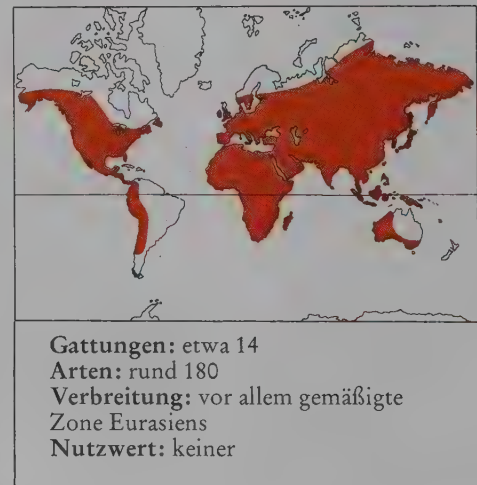 Gattungen: etwa 14
Arten: rund 180
Verbreitung: vor allem gemäßigte
Zone Eurasiens
Nutzwert: keiner